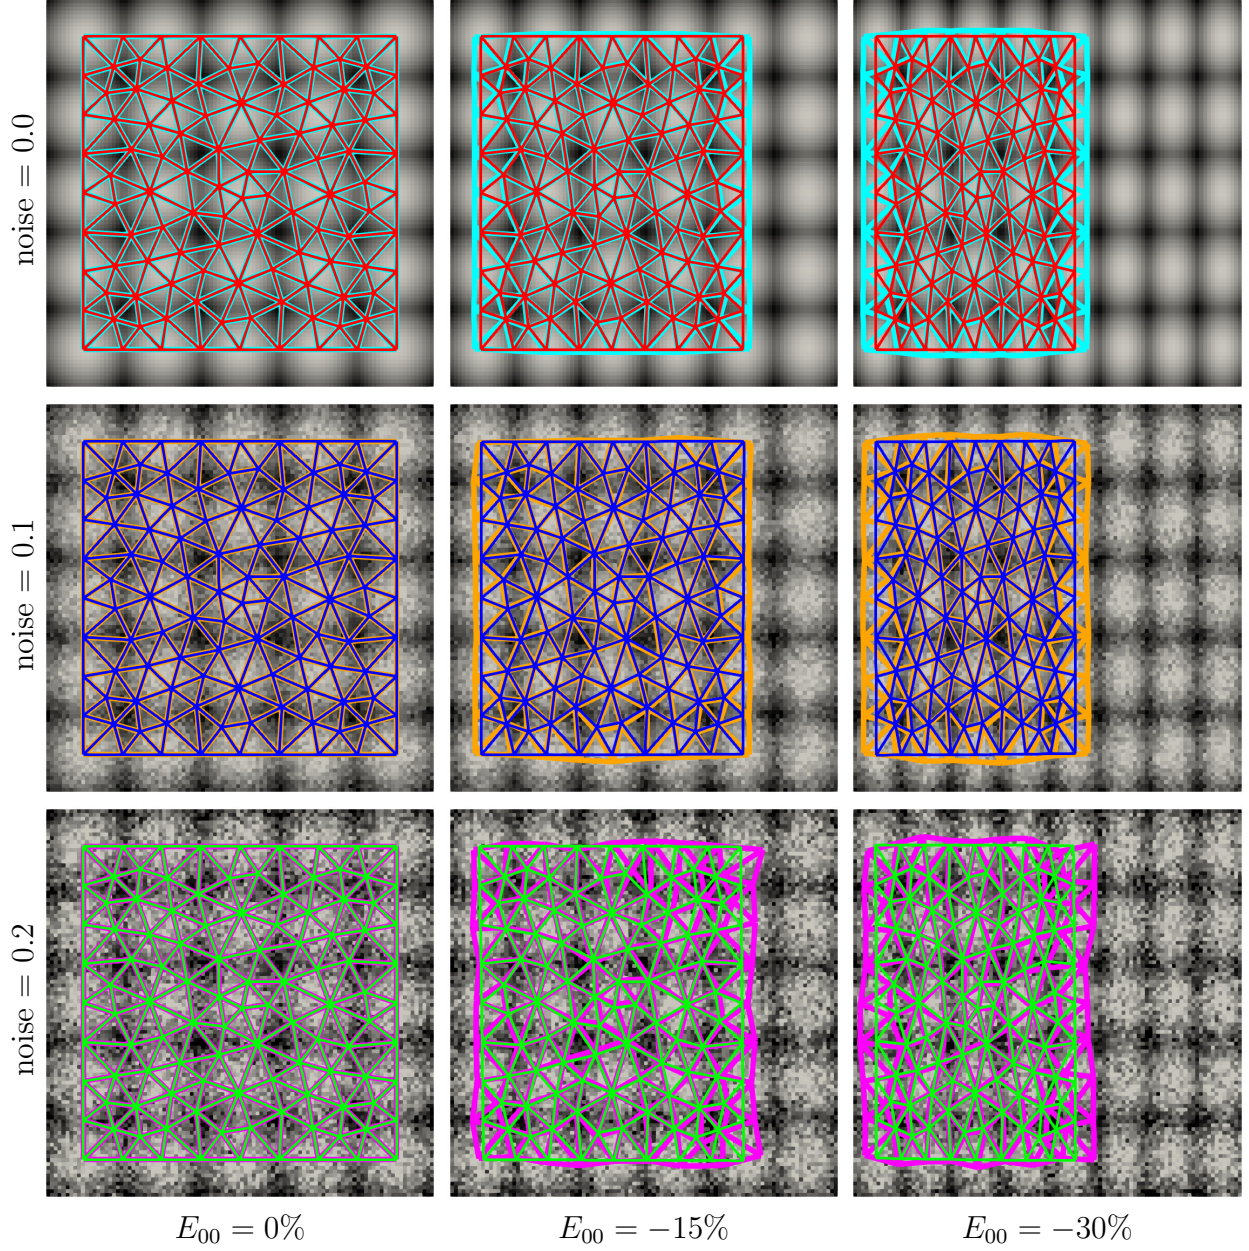 noise = 0.0
noise = 0.1
noise = 0.2
E₀₀ = 0%
E₀₀ = −15%
E₀₀ = −30%